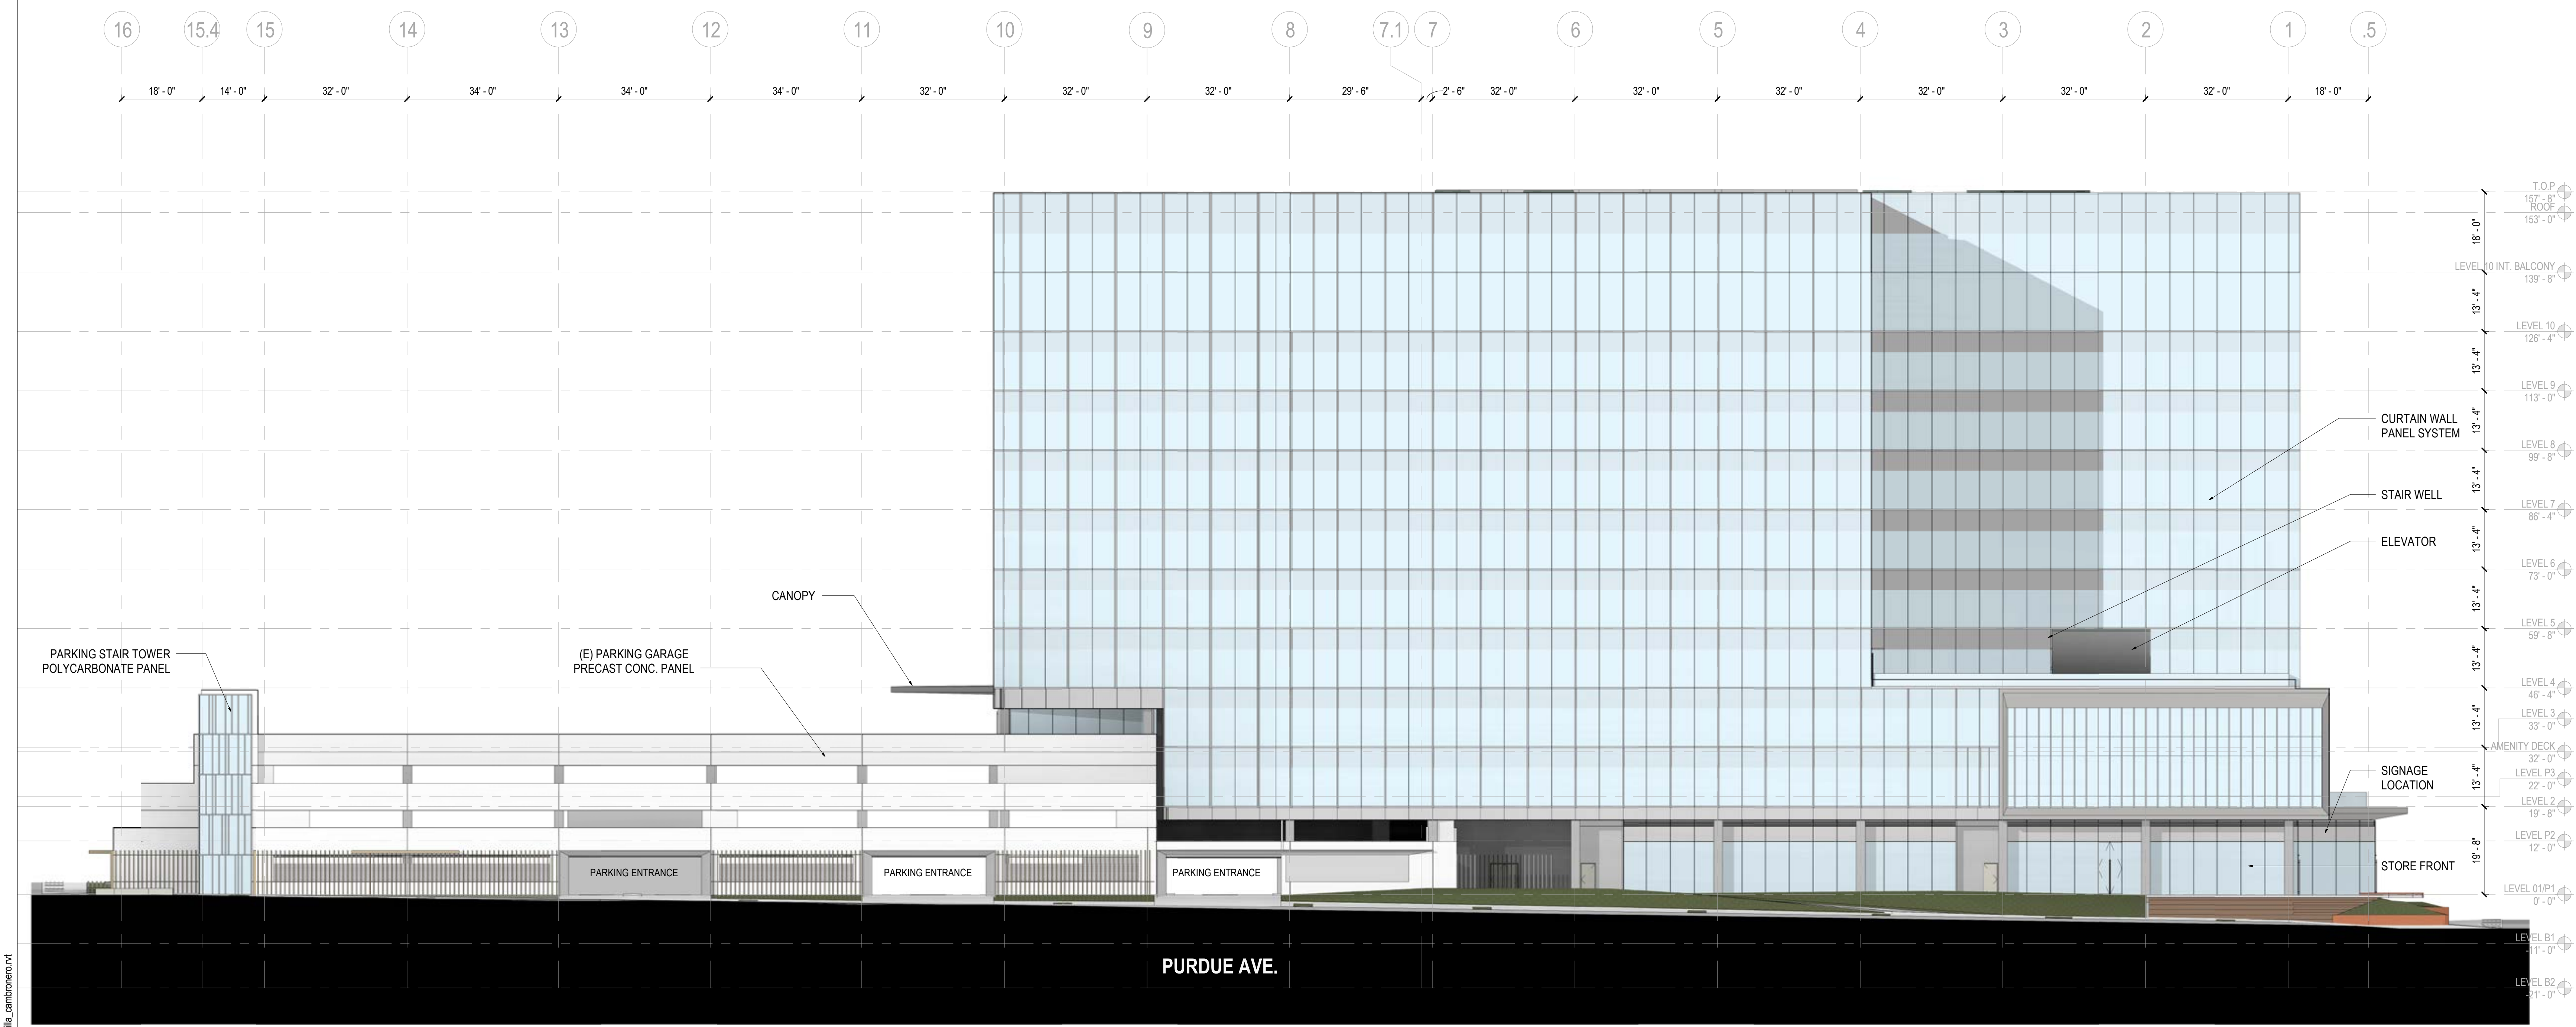 16 15.4 15 14 13 12 11 10 9 8 7.1 7 6 5 4 3 2 1 .5
18' - 0" 14' - 0" 32' - 0" 34' - 0" 34' - 0" 34' - 0" 32' - 0" 32' - 0" 32' - 0" 29' - 6" 2' - 6" 32' - 0" 32' - 0" 32' - 0" 32' - 0" 32' - 0" 32' - 0" 18' - 0"
T.O.P
157' - 8"
ROOF
153' - 0"
18' - 0"
LEVEL 10 INT. BALCONY
139' - 8"
13' - 4"
LEVEL 10
126' - 4"
13' - 4"
LEVEL 9
113' - 0"
13' - 4"
CURTAIN WALL
PANEL SYSTEM
LEVEL 8
99' - 8"
13' - 4"
STAIR WELL
LEVEL 7
86' - 4"
13' - 4"
ELEVATOR
LEVEL 6
73' - 0"
13' - 4"
CANOPY
LEVEL 5
59' - 8"
13' - 4"
PARKING STAIR TOWER
POLYCARBONATE PANEL
(E) PARKING GARAGE
PRECAST CONC. PANEL
LEVEL 4
46' - 4"
13' - 4"
LEVEL 3
33' - 0"
AMENITY DECK
32' - 0"
13' - 4"
SIGNAGE
LOCATION
LEVEL P3
22' - 0"
LEVEL 2
19' - 8"
LEVEL P2
12' - 0"
19' - 8"
STORE FRONT
PARKING ENTRANCE
PARKING ENTRANCE
PARKING ENTRANCE
LEVEL 01/P1
0' - 0"
LEVEL B1
-11' - 0"
PURDUE AVE.
LEVEL B2
-21' - 0"
illa_cambronero.rvt